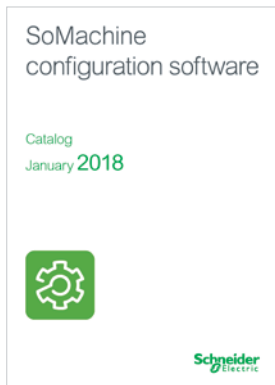 SoMachine
configuration software
Catalog
January 2018
Schneider
Electric